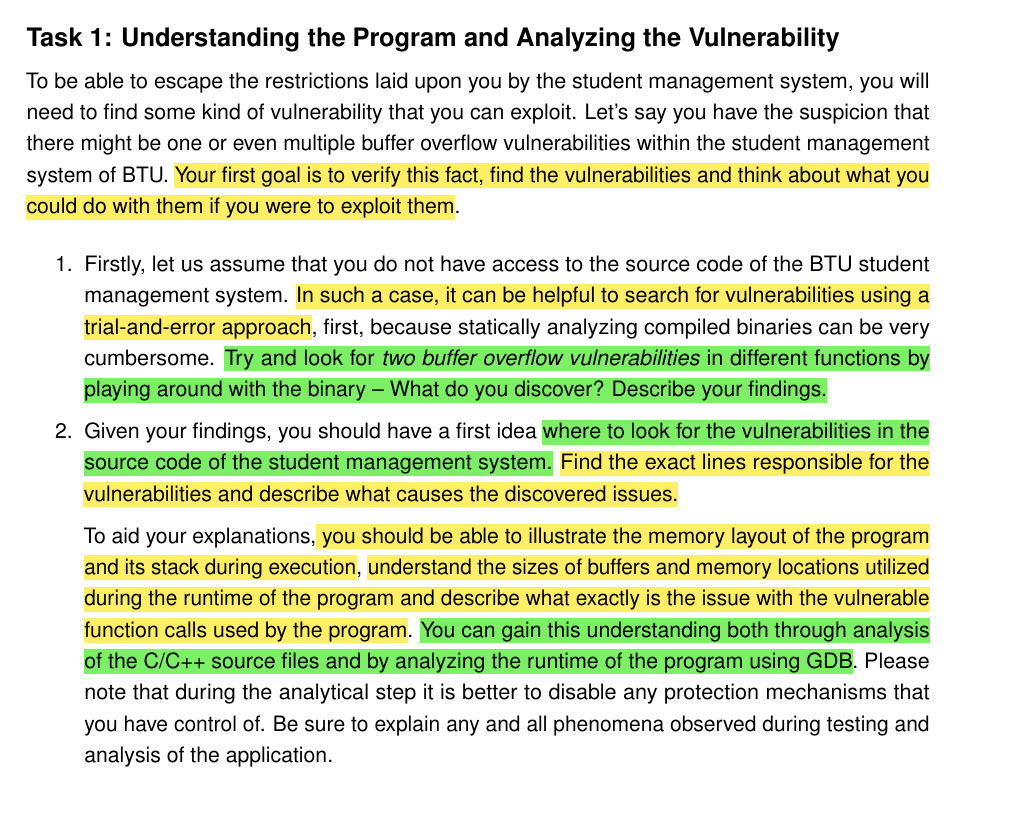 Task 1: Understanding the Program and Analyzing the Vulnerability
To be able to escape the restrictions laid upon you by the student management system, you will
need to find some kind of vulnerability that you can exploit. Let's say you have the suspicion that
there might be one or even multiple buffer overflow vulnerabilities within the student management
system of BTU. Your first goal is to verify this fact, find the vulnerabilities and think about what you
could do with them if you were to exploit them.
1. Firstly, let us assume that you do not have access to the source code of the BTU student
management system. In such a case, it can be helpful to search for vulnerabilities using a
trial-and-error approach, first, because statically analyzing compiled binaries can be very
cumbersome. Try and look for two buffer overflow vulnerabilities in different functions by
playing around with the binary – What do you discover? Describe your findings.
2. Given your findings, you should have a first idea where to look for the vulnerabilities in the
source code of the student management system. Find the exact lines responsible for the
vulnerabilities and describe what causes the discovered issues.
To aid your explanations, you should be able to illustrate the memory layout of the program
and its stack during execution, understand the sizes of buffers and memory locations utilized
during the runtime of the program and describe what exactly is the issue with the vulnerable
function calls used by the program. You can gain this understanding both through analysis
of the C/C++ source files and by analyzing the runtime of the program using GDB. Please
note that during the analytical step it is better to disable any protection mechanisms that
you have control of. Be sure to explain any and all phenomena observed during testing and
analysis of the application.